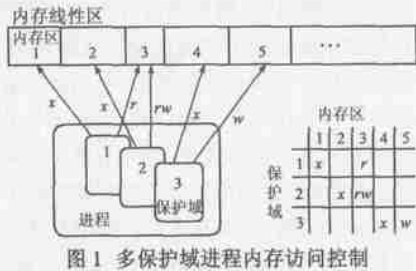 内存线性区
内存区
1 2 3 4 5 ...
x x r rw x w
1
2
3
保护域
进程
内存区
1 2 3 4 5
保护域
1 x r
2 x rw
3 x w
图1 多保护域进程内存访问控制